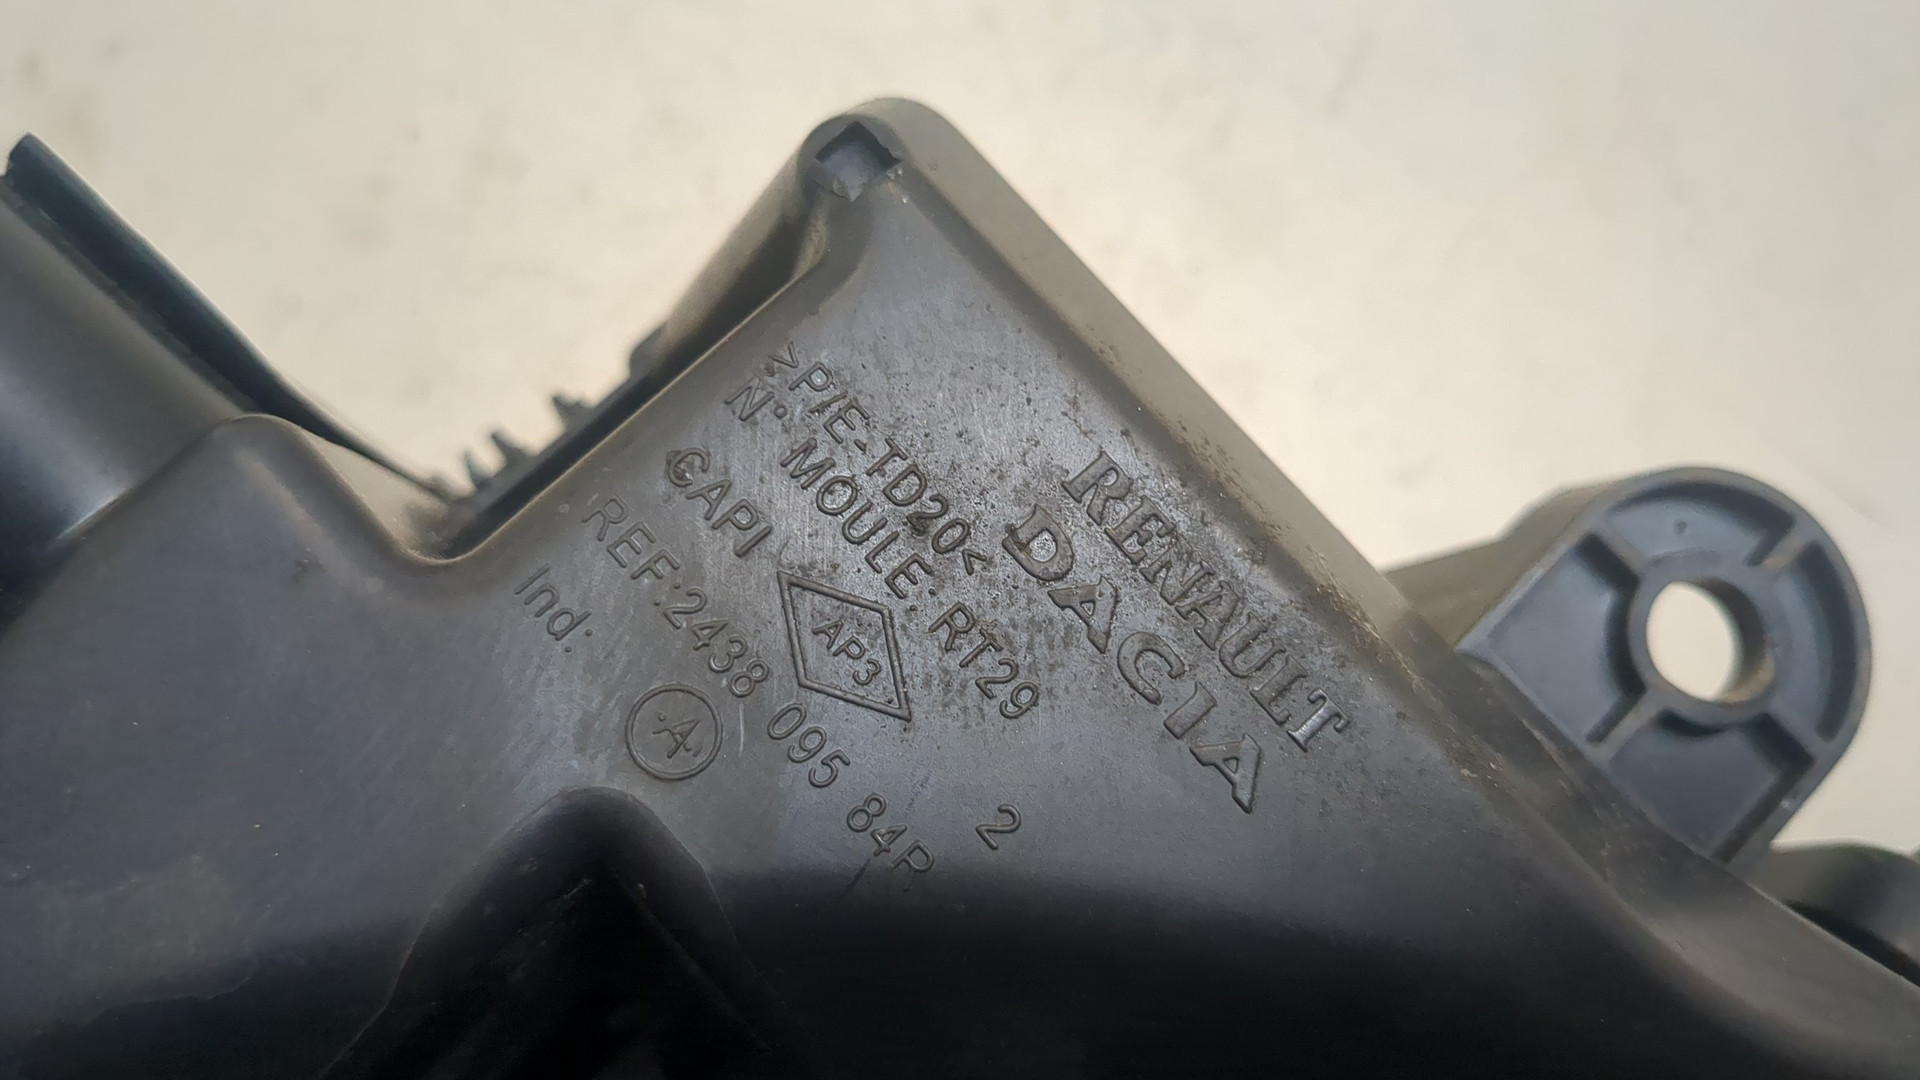 RENAULT
DACIA
>P/E-TD20<
N° MOULE: RT29
CAPI AP3 2
REF:2438 095 84R
Ind: A